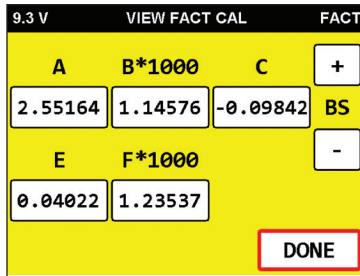 9.3 V VIEW FACT CAL FACT
A B*1000 C +
2.55164 1.14576 -0.09842 BS
E F*1000 -
0.04022 1.23537
DONE